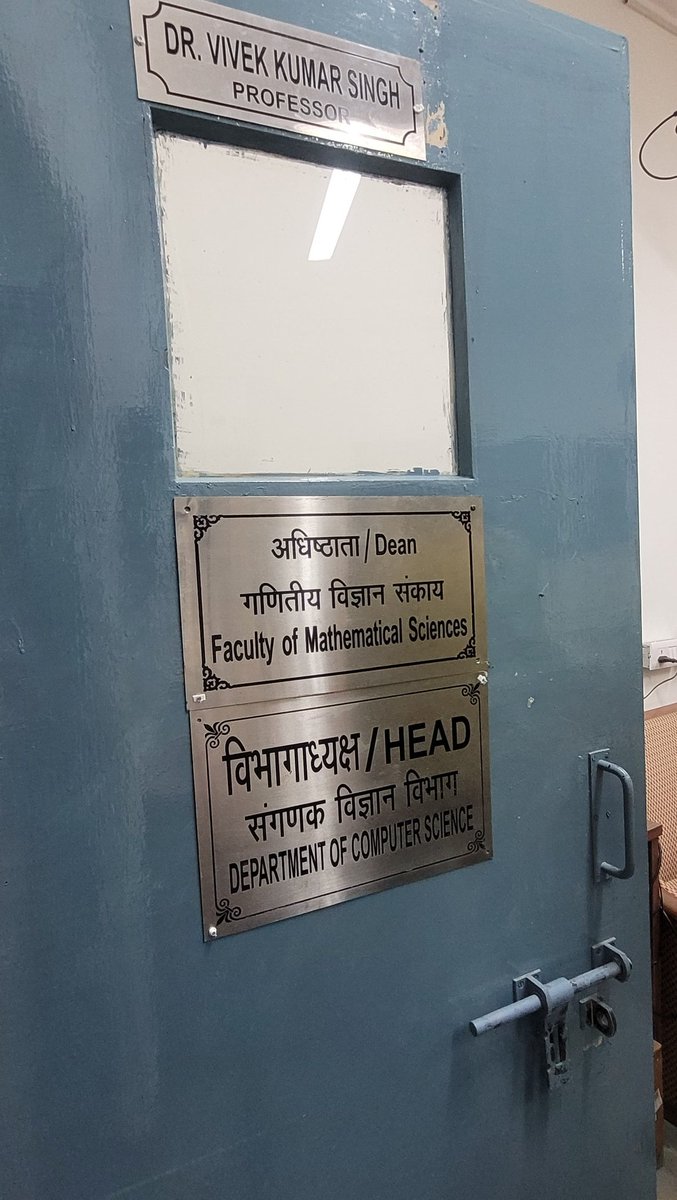 DR. VIVEK KUMAR SINGH
PROFESSOR
अधिष्ठाता / Dean
गणितीय विज्ञान संकाय
Faculty of Mathematical Sciences
विभागाध्यक्ष / HEAD
संगणक विज्ञान विभाग
DEPARTMENT OF COMPUTER SCIENCE